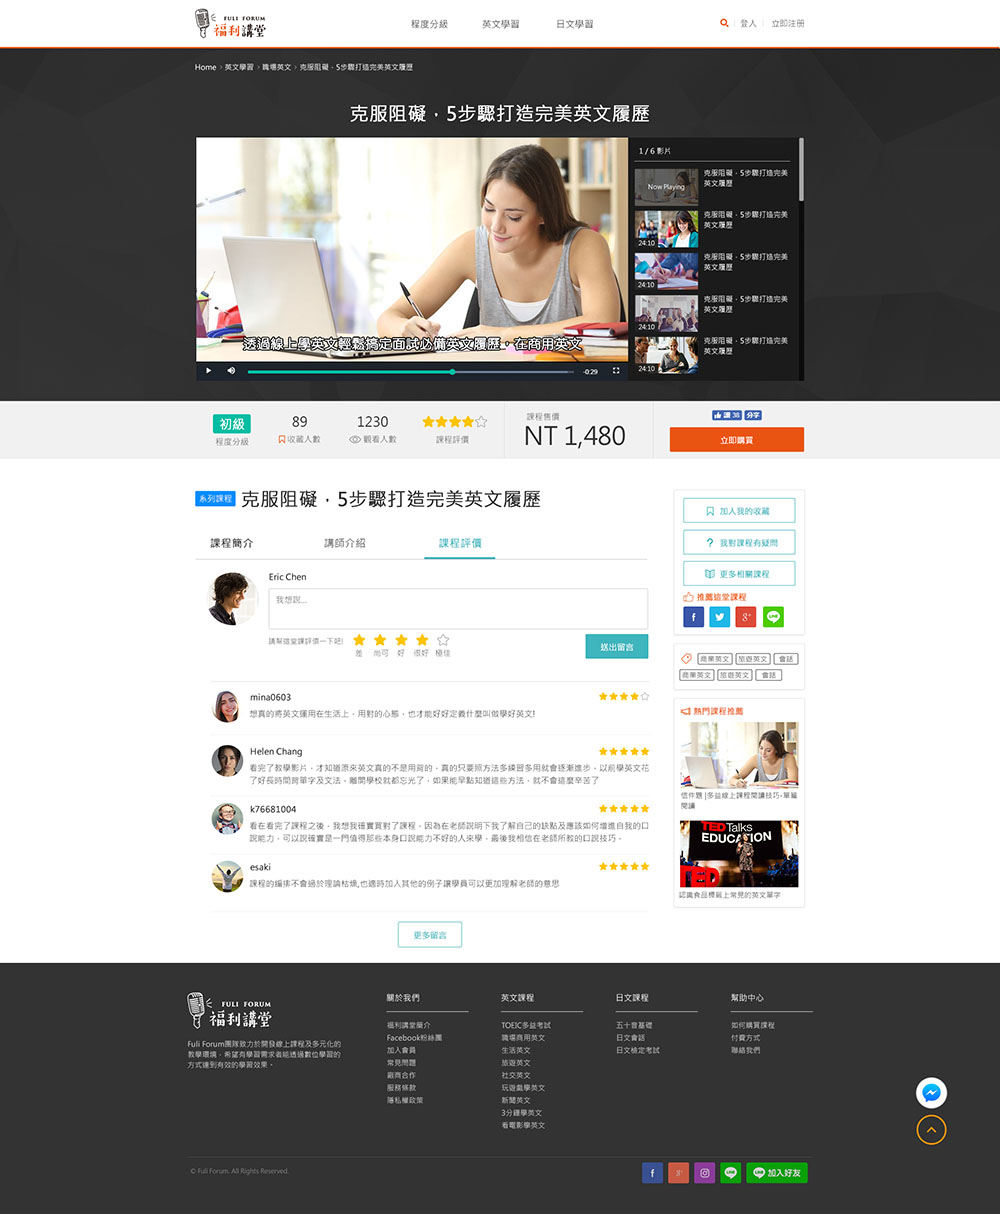 FULI FORUM
福利講堂
程度分級
英文學習
日文學習
登入
立即注冊
Home › 英文學習 › 職場英文 › 克服阻礙，5步驟打造完美英文履歷
克服阻礙，5步驟打造完美英文履歷
透過線上學英文輕鬆搞定面試必備英文履歷，在商用英文
-0:29
1 / 6 影片
Now Playing
克服阻礙，5步驟打造完美
英文履歷
24:10
克服阻礙，5步驟打造完美
英文履歷
24:10
克服阻礙，5步驟打造完美
英文履歷
24:10
克服阻礙，5步驟打造完美
英文履歷
24:10
克服阻礙，5步驟打造完美
英文履歷
初級
程度分級
89
收藏人數
1230
觀看人數
課程評價
課程售價
NT 1,480
讚 38 分享
立即購買
系列課程 克服阻礙，5步驟打造完美英文履歷
課程簡介
講師介紹
課程評價
Eric Chen
我想說...
請幫這堂課評價一下吧!
差 尚可 好 很好 極佳
送出留言
mina0603
想真的將英文運用在生活上，用對的心態，也才能好好定義什麼叫做學好英文!
Helen Chang
看完了教學影片，才知道原來英文真的不是用背的，真的只要照方法多練習多用就會逐漸進步，以前學英文花
了好長時間背單字及文法，離開學校就都忘光了，如果能早點知道這些方法，就不會這麼辛苦了
k76681004
看在看完了課程之後，我想我確實買對了課程，因為在老師說明下我了解自己的缺點及應該如何增進自我的口
說能力，可以說確實是一門值得那些本身口說能力不好的人來學，最後我相信在老師所教的口說技巧，
esaki
課程的編排不會過於理論枯燥,也適時加入其他的例子讓學員可以更加理解老師的意思
更多留言
加入我的收藏
? 我對課程有疑問
更多相關課程
推薦這堂課程
f
g+
LINE
商業英文 旅遊英文 會話
商業英文 旅遊英文 會話
熱門課程推薦
信件題 |多益線上課程閱讀技巧-單篇
閱讀
TEDTalks
EDUCATION
TED
認識食品標籤上常見的英文單字
FULI FORUM
福利講堂
Fuli Forum團隊致力於開發線上課程及多元化的
教學環境，希望有學習需求者能透過數位學習的
方式達到有效的學習效果。
關於我們
福利講堂簡介
Facebook粉絲團
加入會員
常見問題
廠商合作
服務條款
隱私權政策
英文課程
TOEIC多益考試
職場商用英文
生活英文
旅遊英文
社交英文
玩遊戲學英文
新聞英文
3分鐘學英文
看電影學英文
日文課程
五十音基礎
日文會話
日文檢定考試
幫助中心
如何購買課程
付費方式
聯絡我們
© Fuli Forum. All Rights Reserved.
f
g+
LINE
LINE 加入好友